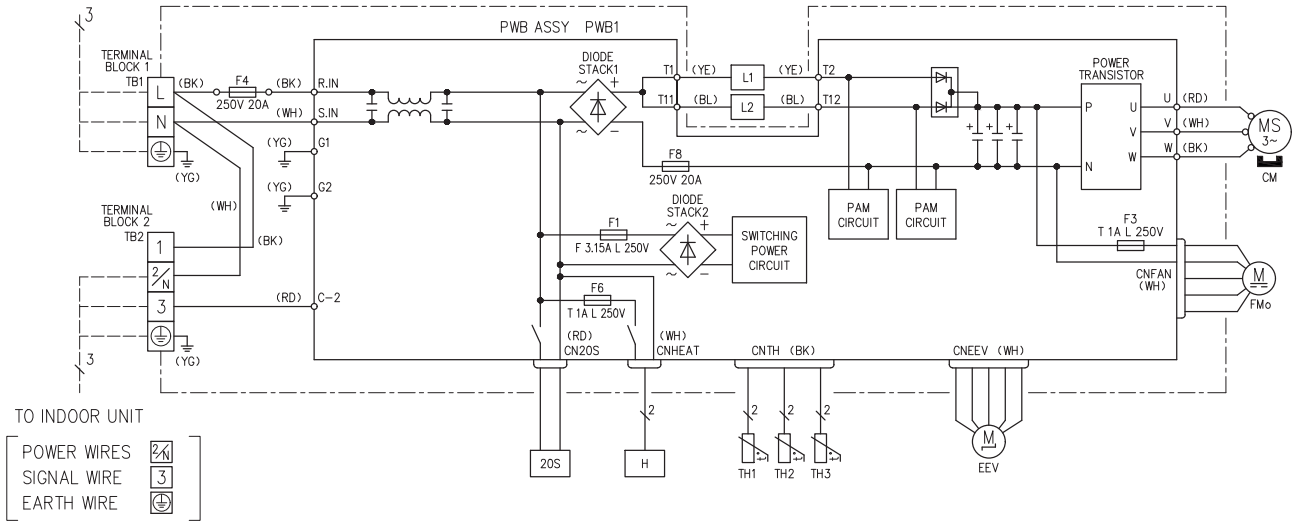 3
PWB ASSY PWB1
TERMINAL
BLOCK 1
TB1
L
N
(BK)
F4
250V 20A
(BK)
R.IN
(WH)
S.IN
(YG)
G1
(YG)
G2
(YG)
(WH)
(BK)
DIODE
STACK1
~
+
~
−
T1
(YE)
L1
(YE)
T2
T11
(BL)
L2
(BL)
T12
F8
250V 20A
PAM
CIRCUIT
PAM
CIRCUIT
+
+
+
POWER
TRANSISTOR
P
N
U
V
W
U
(RD)
V
(WH)
W
(BK)
MS
3~
CM
TERMINAL
BLOCK 2
TB2
1
2/N
3
(YG)
3
(RD)
C-2
F1
F 3.15A L 250V
DIODE
STACK2
~
+
~
−
SWITCHING
POWER
CIRCUIT
F6
T 1A L 250V
F3
T 1A L 250V
CNFAN
(WH)
M
FMo
(RD)
CN20S
(WH)
CNHEAT
CNTH (BK)
CNEEV (WH)
20S
2
H
2
2
2
t°
t°
t°
TH1
TH2
TH3
M
EEV
TO INDOOR UNIT
POWER WIRES 2/N
SIGNAL WIRE 3
EARTH WIRE